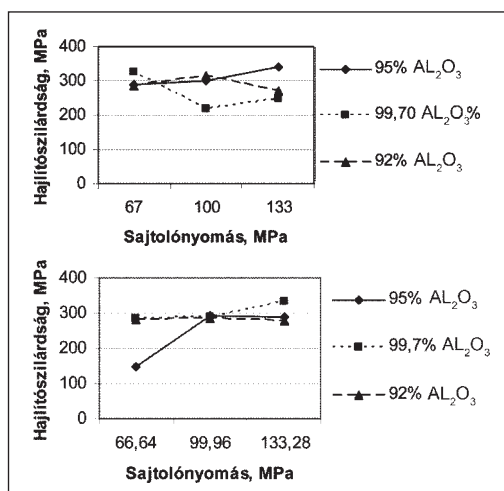 Hajlítószilárdság, MPa
400
300
200
100
0
67 100 133
Sajtolónyomás, MPa
95% AL₂O₃
99,70 AL₂O₃%
92% AL₂O₃
Hajlítószilárdság, MPa
400
300
200
100
0
66,64 99,96 133,28
Sajtolónyomás, MPa
95% AL₂O₃
99,7% AL₂O₃
92% AL₂O₃